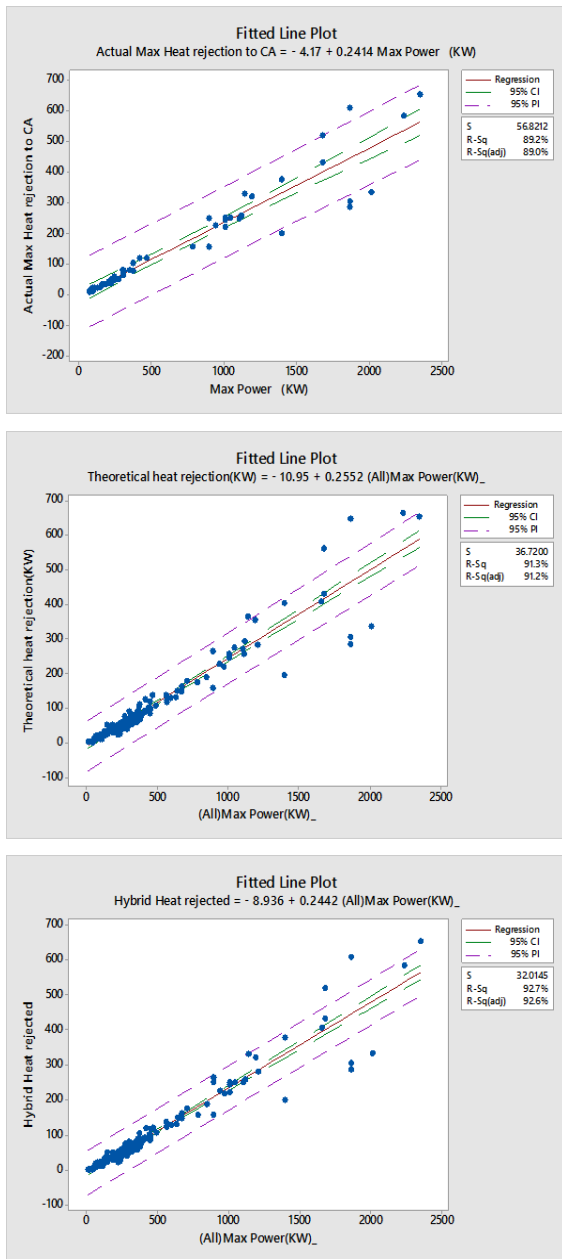 Fitted Line Plot
Actual Max Heat rejection to CA = - 4.17 + 0.2414 Max Power (KW)
Regression
95% CI
95% PI
S 56.8212
R-Sq 89.2%
R-Sq(adj) 89.0%
Actual Max Heat rejection to CA
700
600
500
400
300
200
100
0
-100
-200
0 500 1000 1500 2000 2500
Max Power (KW)
Fitted Line Plot
Theoretical heat rejection(KW) = - 10.95 + 0.2552 (All)Max Power(KW)_
Regression
95% CI
95% PI
S 36.7200
R-Sq 91.3%
R-Sq(adj) 91.2%
Theoretical heat rejection(KW)
700
600
500
400
300
200
100
0
-100
0 500 1000 1500 2000 2500
(All)Max Power(KW)_
Fitted Line Plot
Hybrid Heat rejected = - 8.936 + 0.2442 (All)Max Power(KW)_
Regression
95% CI
95% PI
S 32.0145
R-Sq 92.7%
R-Sq(adj) 92.6%
Hybrid Heat rejected
700
600
500
400
300
200
100
0
-100
0 500 1000 1500 2000 2500
(All)Max Power(KW)_